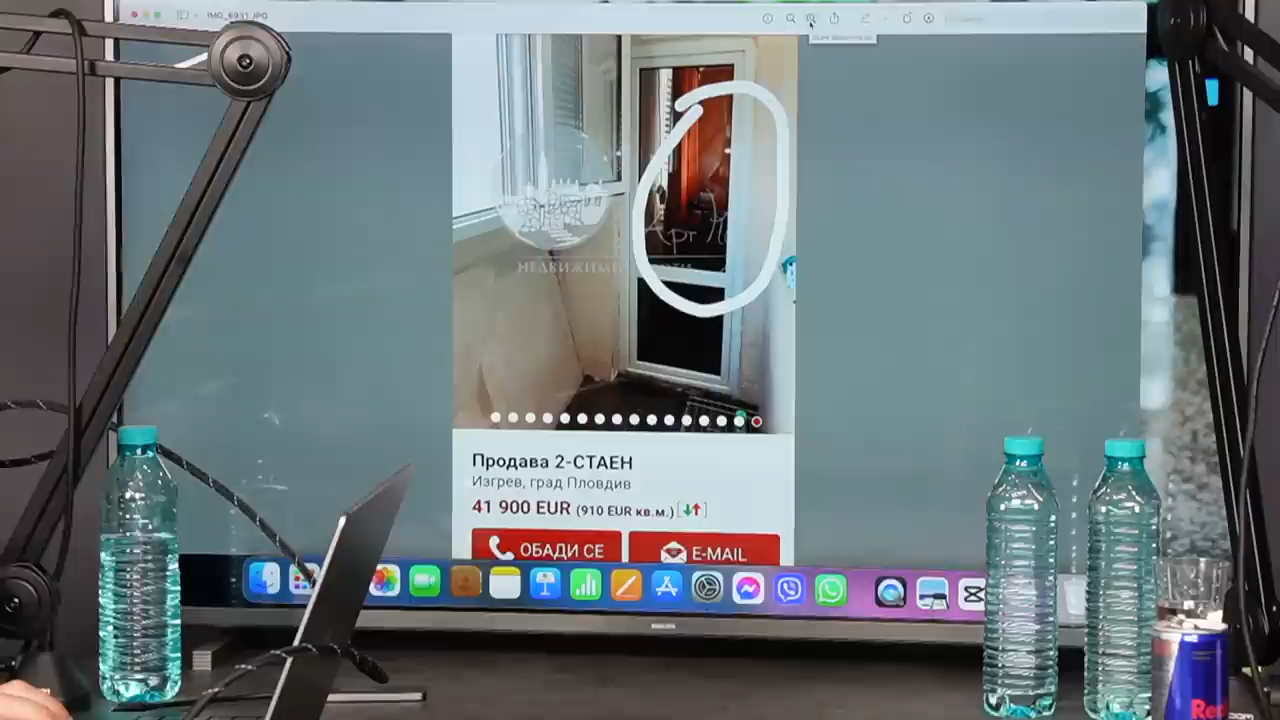 IMG_6931.JPG
Арт
НЕДВИЖИМИ
Продава 2-СТАЕН
Изгрев, град Пловдив
41 900 EUR (910 EUR кв.м.)
ОБАДИ СЕ
E-MAIL
PHILIPS
Red